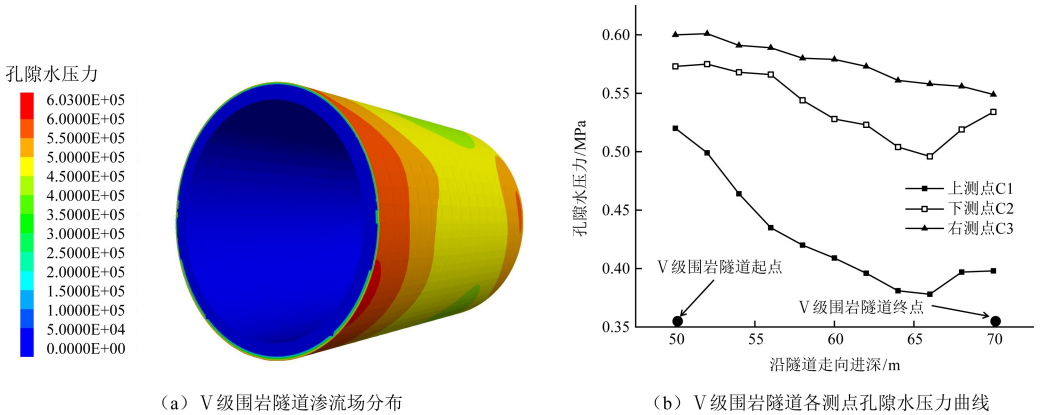 孔隙水压力
6.0300E+05
6.0000E+05
5.5000E+05
5.0000E+05
4.5000E+05
4.0000E+05
3.5000E+05
3.0000E+05
2.5000E+05
2.0000E+05
1.5000E+05
1.0000E+05
5.0000E+04
0.0000E+00
(a) Ⅴ级围岩隧道渗流场分布
孔隙水压力/MPa
0.60
0.55
0.50
0.45
0.40
0.35
上测点C1
下测点C2
右测点C3
Ⅴ级围岩隧道起点
Ⅴ级围岩隧道终点
50 55 60 65 70
沿隧道走向进深/m
(b) Ⅴ级围岩隧道各测点孔隙水压力曲线